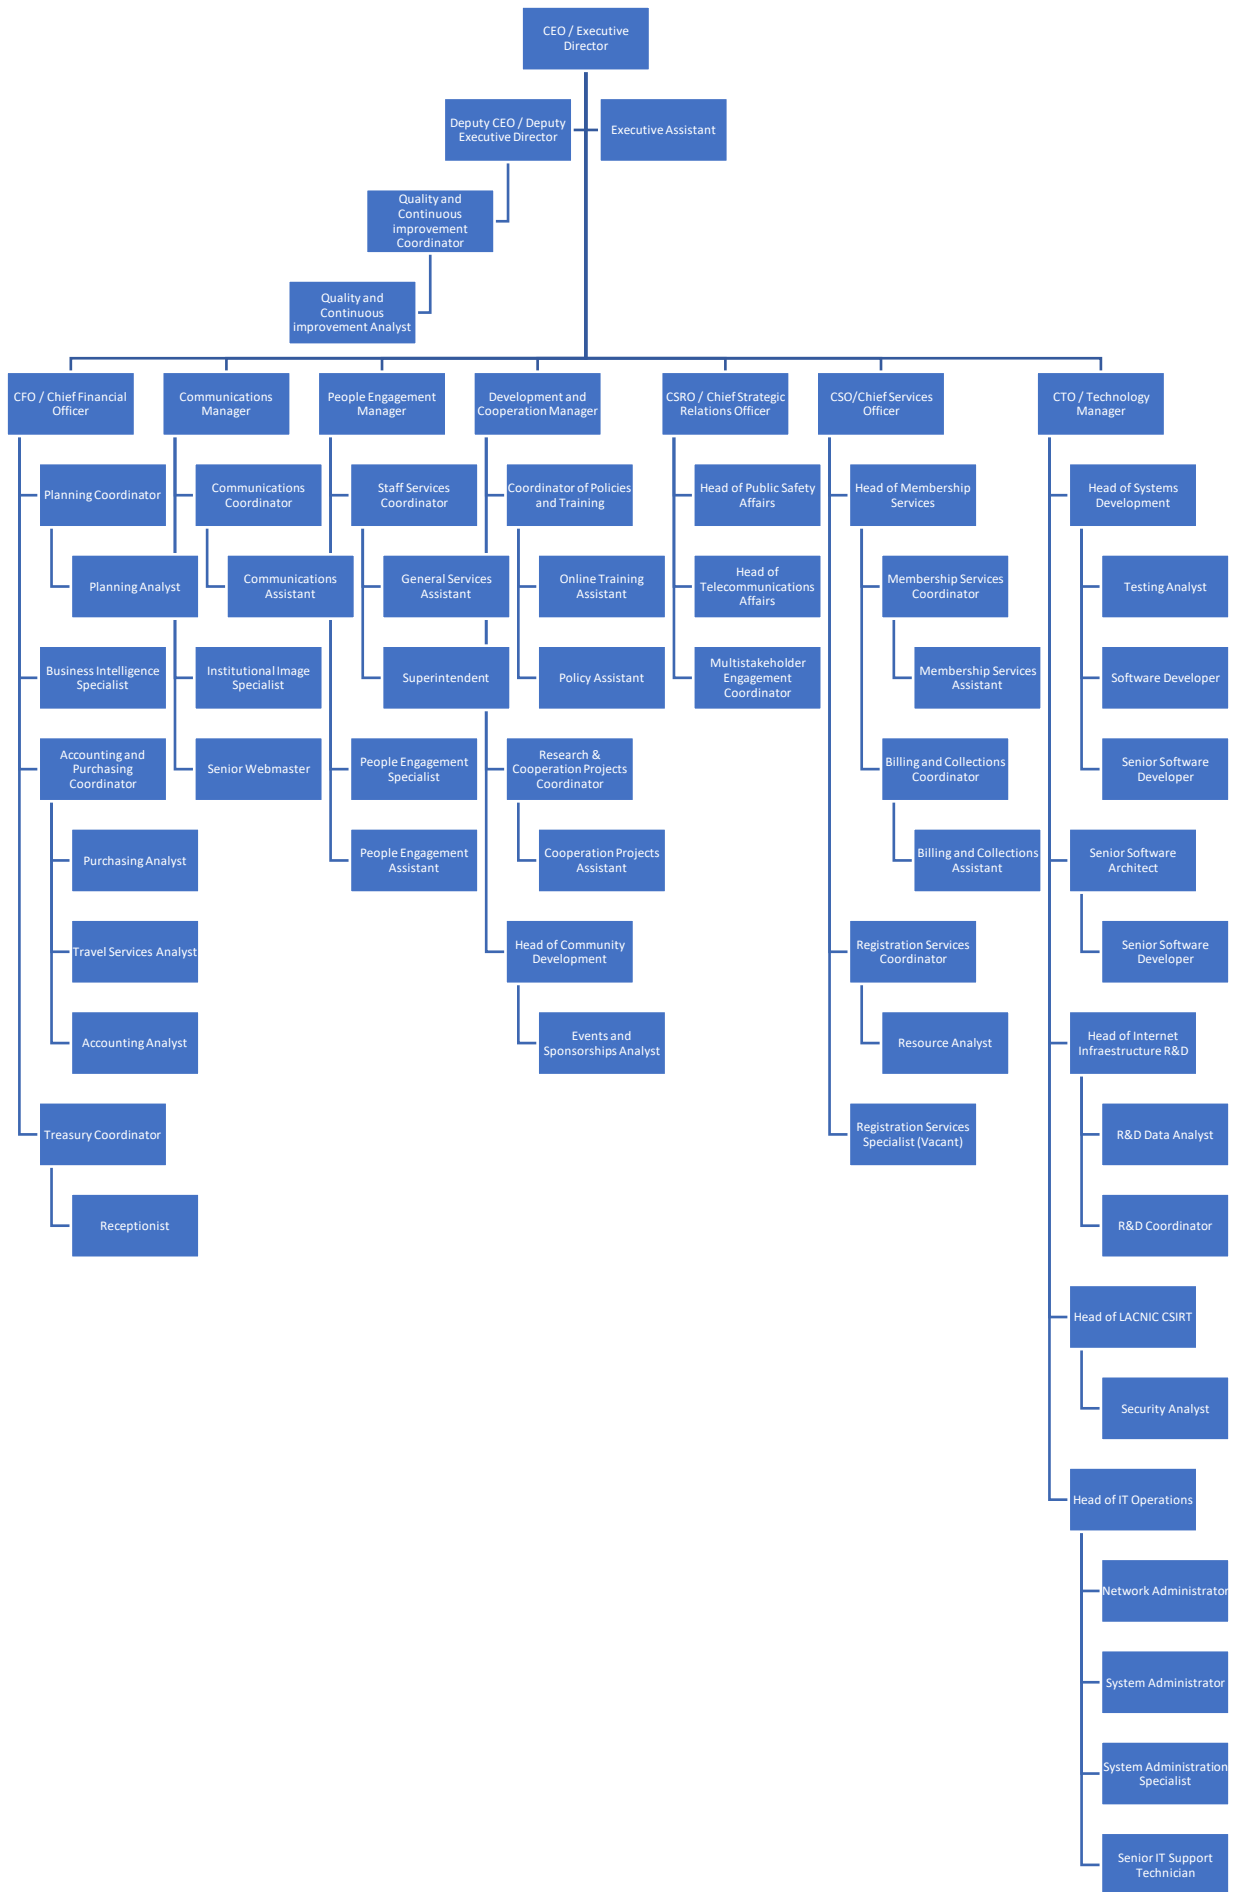 CEO / Executive
Director
Deputy CEO / Deputy
Executive Director
Executive Assistant
Quality and
Continuous
improvement
Coordinator
Quality and
Continuous
improvement Analyst
CFO / Chief Financial
Officer
Planning Coordinator
Planning Analyst
Business Intelligence
Specialist
Accounting and
Purchasing
Coordinator
Purchasing Analyst
Travel Services Analyst
Accounting Analyst
Treasury Coordinator
Receptionist
Communications
Manager
Communications
Coordinator
Communications
Assistant
Institutional Image
Specialist
Senior Webmaster
People Engagement
Manager
Staff Services
Coordinator
General Services
Assistant
Superintendent
People Engagement
Specialist
People Engagement
Assistant
Development and
Cooperation Manager
Coordinator of Policies
and Training
Online Training
Assistant
Policy Assistant
Research &
Cooperation Projects
Coordinator
Cooperation Projects
Assistant
Head of Community
Development
Events and
Sponsorships Analyst
CSRO / Chief Strategic
Relations Officer
Head of Public Safety
Affairs
Head of
Telecommunications
Affairs
Multistakeholder
Engagement
Coordinator
CSO/Chief Services
Officer
Head of Membership
Services
Membership Services
Coordinator
Membership Services
Assistant
Billing and Collections
Coordinator
Billing and Collections
Assistant
Registration Services
Coordinator
Resource Analyst
Registration Services
Specialist (Vacant)
CTO / Technology
Manager
Head of Systems
Development
Testing Analyst
Software Developer
Senior Software
Developer
Senior Software
Architect
Senior Software
Developer
Head of Internet
Infraestructure R&D
R&D Data Analyst
R&D Coordinator
Head of LACNIC CSIRT
Security Analyst
Head of IT Operations
Network Administrator
System Administrator
System Administration
Specialist
Senior IT Support
Technician